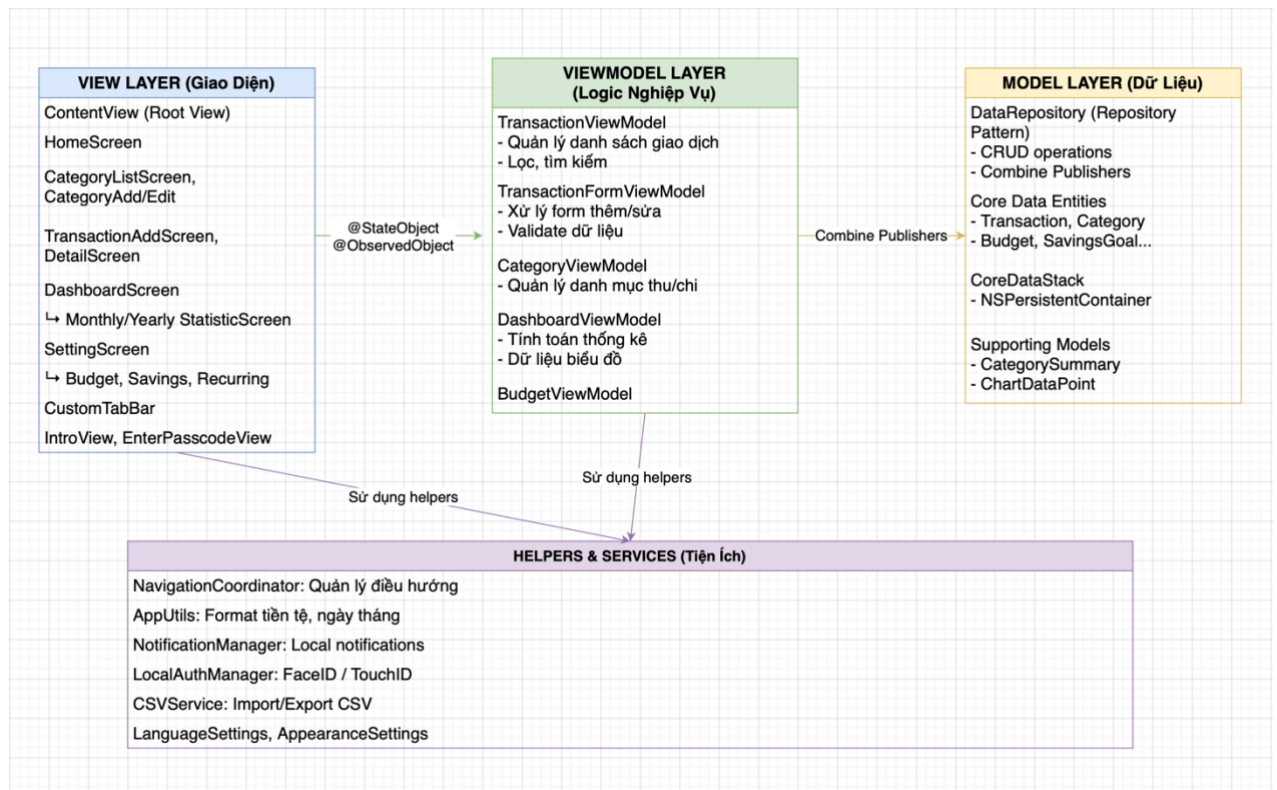 VIEW LAYER (Giao Diện)
ContentView (Root View)
HomeScreen
CategoryListScreen,
CategoryAdd/Edit
TransactionAddScreen,
DetailScreen
DashboardScreen
↳ Monthly/Yearly StatisticScreen
SettingScreen
↳ Budget, Savings, Recurring
CustomTabBar
IntroView, EnterPasscodeView
@StateObject
@ObservedObject
VIEWMODEL LAYER
(Logic Nghiệp Vụ)
TransactionViewModel
- Quản lý danh sách giao dịch
- Lọc, tìm kiếm
TransactionFormViewModel
- Xử lý form thêm/sửa
- Validate dữ liệu
CategoryViewModel
- Quản lý danh mục thu/chi
DashboardViewModel
- Tính toán thống kê
- Dữ liệu biểu đồ
BudgetViewModel
Combine Publishers
MODEL LAYER (Dữ Liệu)
DataRepository (Repository
Pattern)
- CRUD operations
- Combine Publishers
Core Data Entities
- Transaction, Category
- Budget, SavingsGoal...
CoreDataStack
- NSPersistentContainer
Supporting Models
- CategorySummary
- ChartDataPoint
Sử dụng helpers
Sử dụng helpers
HELPERS & SERVICES (Tiện Ích)
NavigationCoordinator: Quản lý điều hướng
AppUtils: Format tiền tệ, ngày tháng
NotificationManager: Local notifications
LocalAuthManager: FaceID / TouchID
CSVService: Import/Export CSV
LanguageSettings, AppearanceSettings